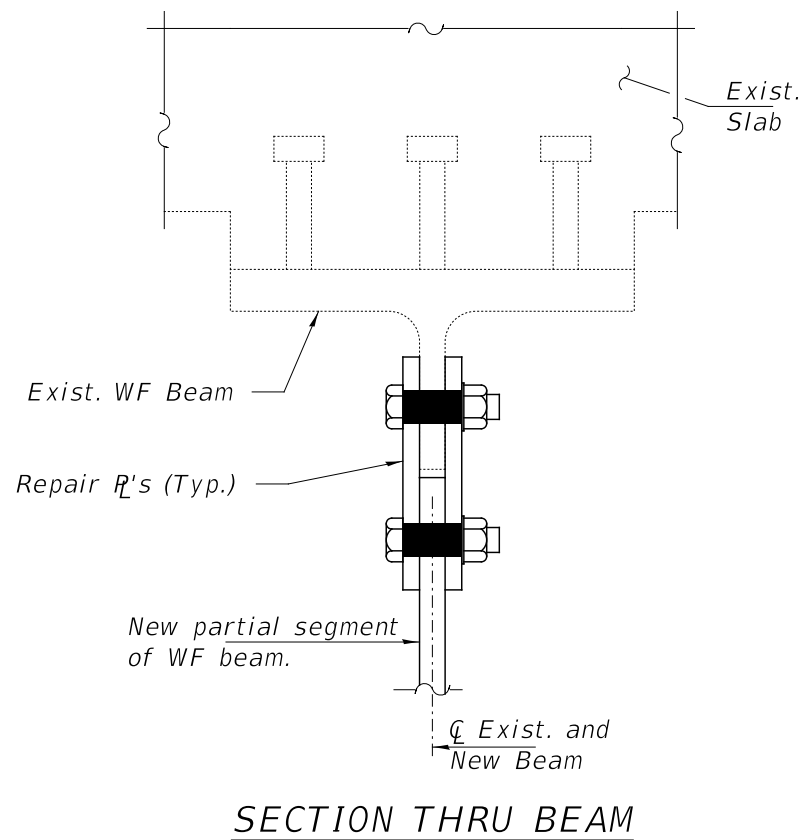 Exist.
Slab
Exist. WF Beam
Repair ⅊'s (Typ.)
New partial segment
of WF beam.
℄ Exist. and
New Beam
SECTION THRU BEAM